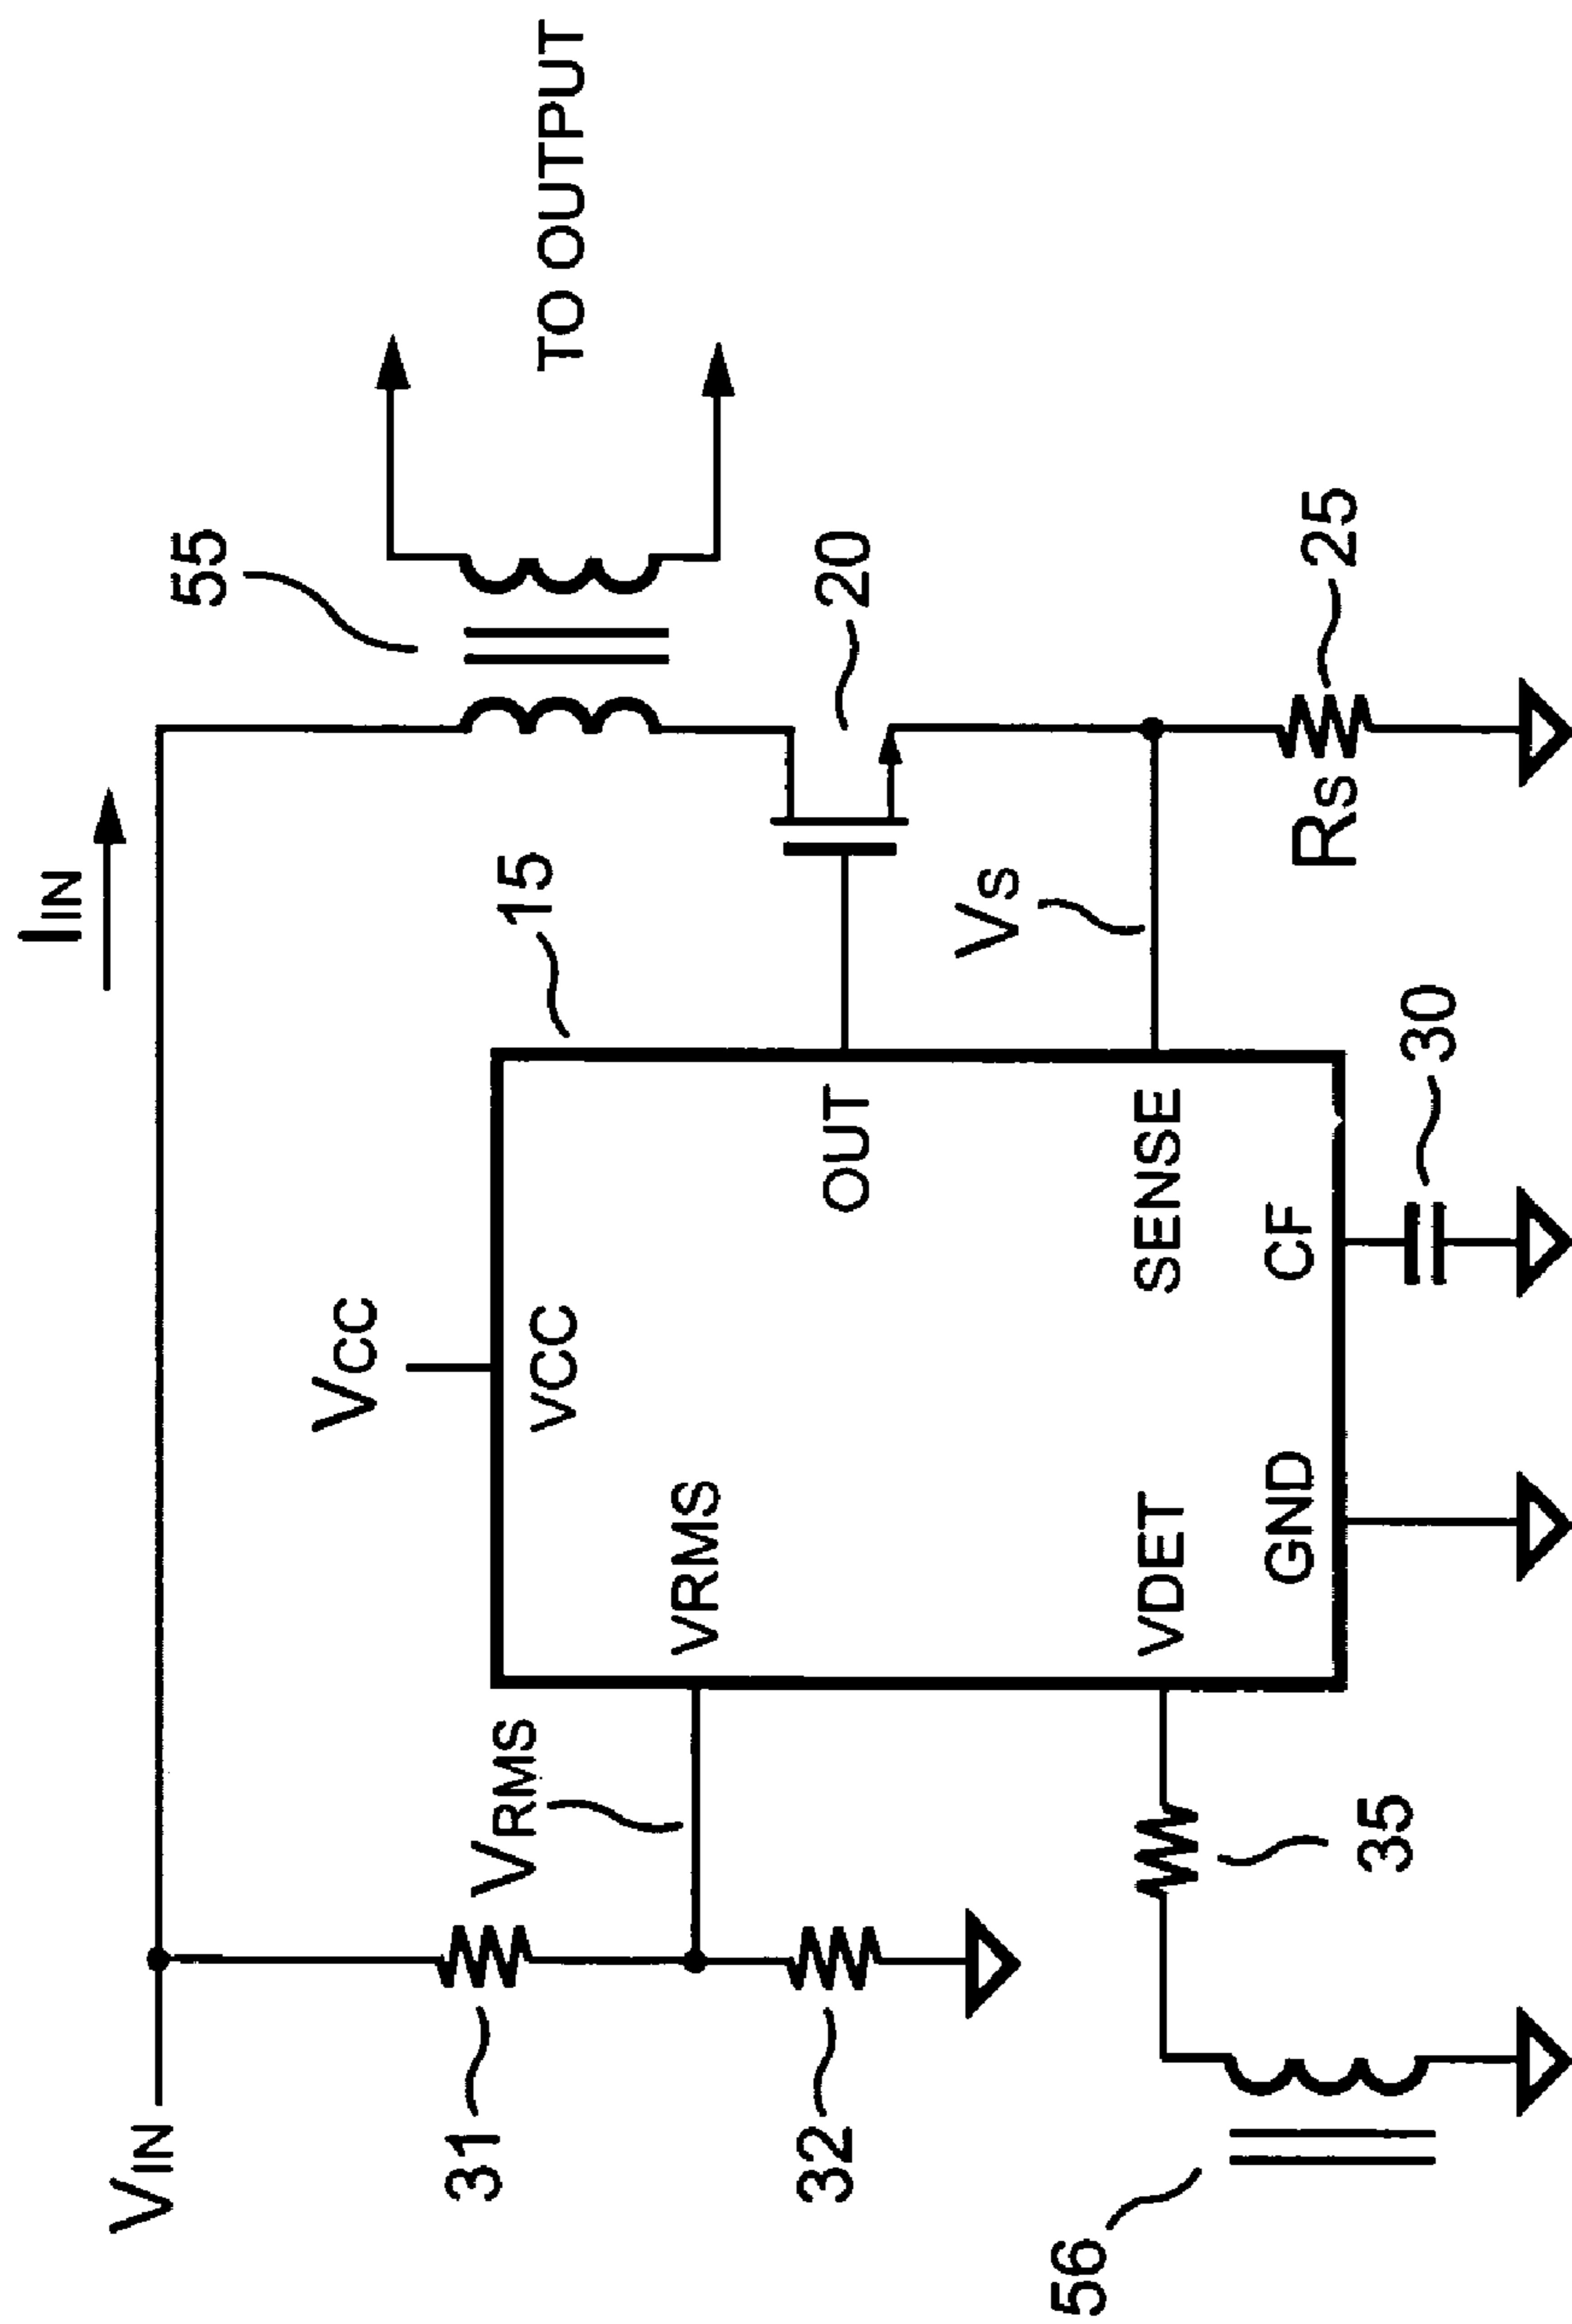 IIN
VIN
55
TO OUTPUT
VCC
15
31
VRMS
VCC
VRMS
OUT
20
32
VS
56
VDET
SENSE
RS
25
35
GND
CF
30